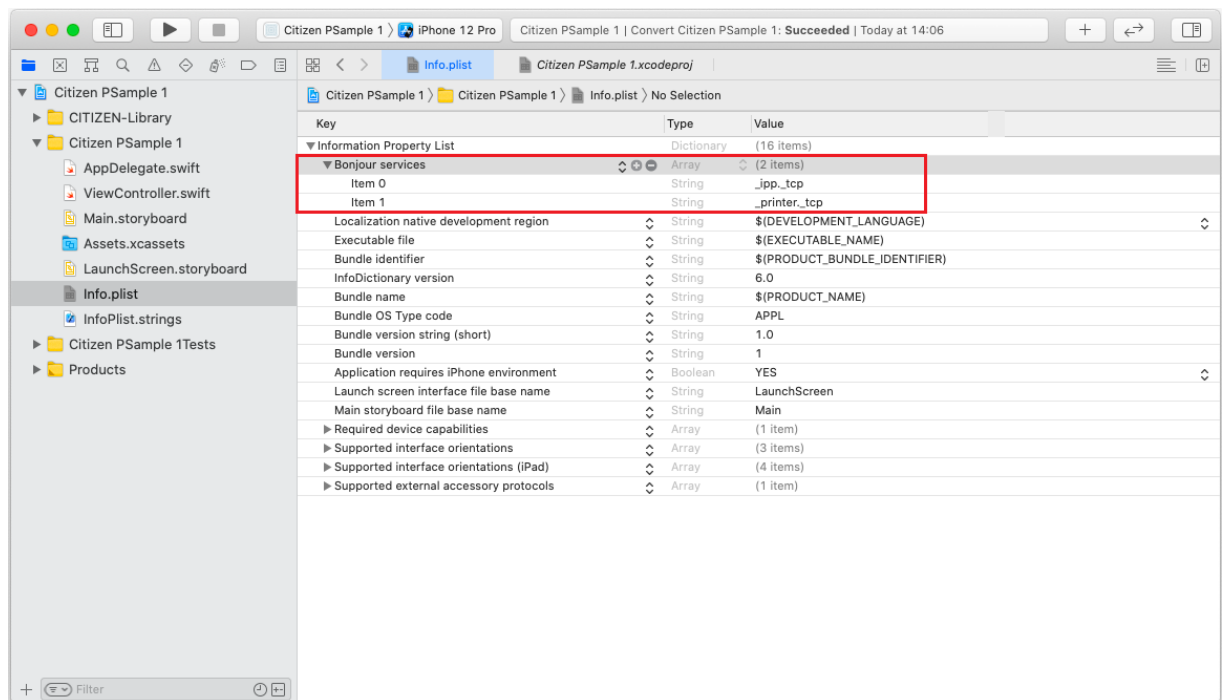 Citizen PSample 1 〉 iPhone 12 Pro
Citizen PSample 1 | Convert Citizen PSample 1: Succeeded | Today at 14:06
Info.plist
Citizen PSample 1.xcodeproj
Citizen PSample 1 〉 Citizen PSample 1 〉 Info.plist 〉 No Selection
Citizen PSample 1
CITIZEN-Library
Citizen PSample 1
AppDelegate.swift
ViewController.swift
Main.storyboard
Assets.xcassets
LaunchScreen.storyboard
Info.plist
InfoPlist.strings
Citizen PSample 1Tests
Products
Filter
Key Type Value
Information Property List Dictionary (16 items)
Bonjour services Array (2 items)
Item 0 String _ipp._tcp
Item 1 String _printer._tcp
Localization native development region String $(DEVELOPMENT_LANGUAGE)
Executable file String $(EXECUTABLE_NAME)
Bundle identifier String $(PRODUCT_BUNDLE_IDENTIFIER)
InfoDictionary version String 6.0
Bundle name String $(PRODUCT_NAME)
Bundle OS Type code String APPL
Bundle version string (short) String 1.0
Bundle version String 1
Application requires iPhone environment Boolean YES
Launch screen interface file base name String LaunchScreen
Main storyboard file base name String Main
Required device capabilities Array (1 item)
Supported interface orientations Array (3 items)
Supported interface orientations (iPad) Array (4 items)
Supported external accessory protocols Array (1 item)